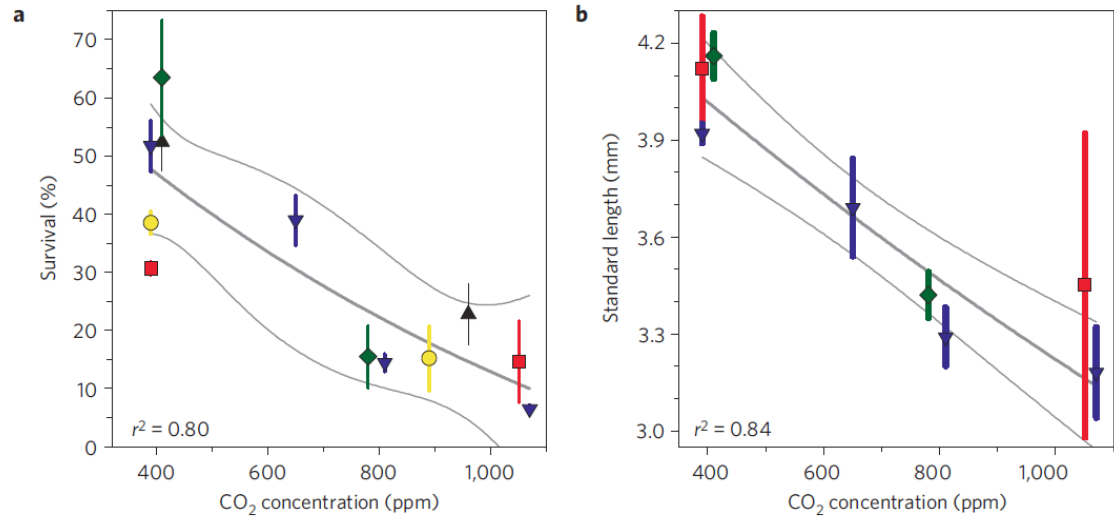 a
Survival (%)
70
60
50
40
30
20
10
0
r² = 0.80
400
600
800
1,000
CO₂ concentration (ppm)
b
Standard length (mm)
4.2
3.9
3.6
3.3
3.0
r² = 0.84
400
600
800
1,000
CO₂ concentration (ppm)